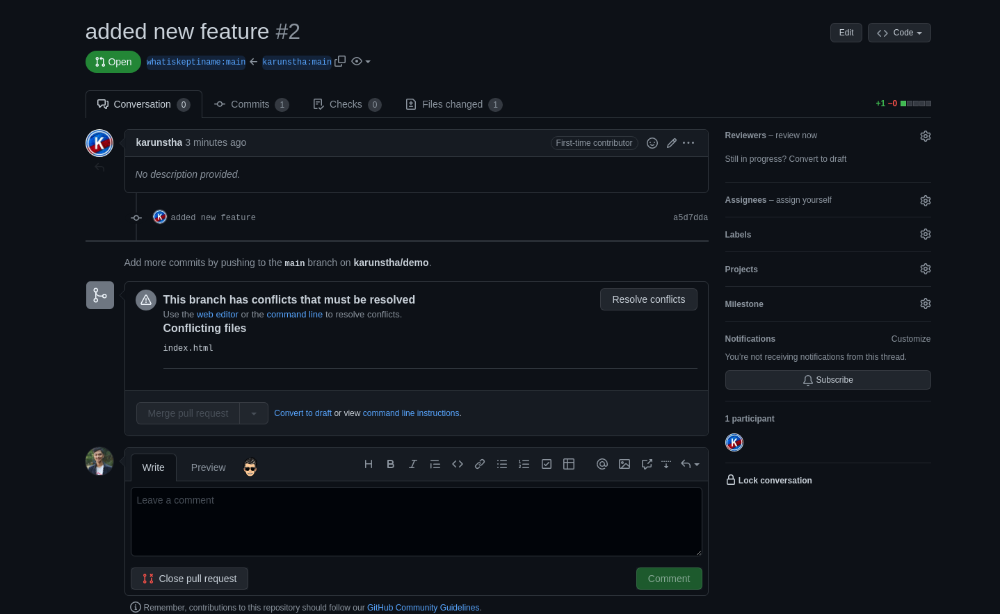 added new feature #2
Edit
Code
Open
whatiskeptiname:main
karunstha:main
Conversation 0
Commits 1
Checks 0
Files changed 1
+1 −0
K
karunstha 3 minutes ago
First-time contributor
No description provided.
K
added new feature
a5d7dda
Add more commits by pushing to the main branch on karunstha/demo.
This branch has conflicts that must be resolved
Resolve conflicts
Use the web editor or the command line to resolve conflicts.
Conflicting files
index.html
Merge pull request
Convert to draft or view command line instructions.
Write
Preview
Leave a comment
Close pull request
Comment
Remember, contributions to this repository should follow our GitHub Community Guidelines.
Reviewers – review now
Still in progress? Convert to draft
Assignees – assign yourself
Labels
Projects
Milestone
Notifications
Customize
You're not receiving notifications from this thread.
Subscribe
1 participant
K
Lock conversation